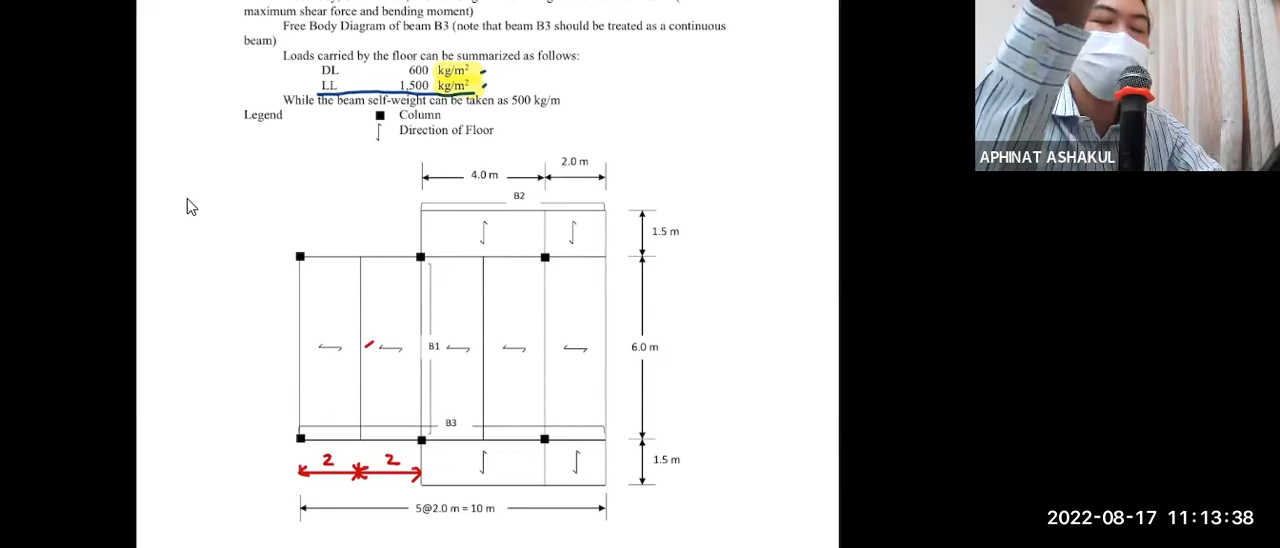 maximum shear force and bending moment)
Free Body Diagram of beam B3 (note that beam B3 should be treated as a continuous
beam)
Loads carried by the floor can be summarized as follows:
DL 600 kg/m²
LL 1,500 kg/m²
While the beam self-weight can be taken as 500 kg/m
Legend Column
Direction of Floor
APHINAT ASHAKUL
2.0 m
4.0 m
B2
1.5 m
B1
6.0 m
B3
2 2
1.5 m
5@2.0 m = 10 m
2022-08-17 11:13:38